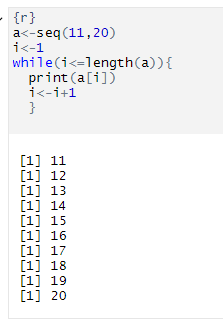 {r}
a<-seq(11,20)
i<-1
while(i<=length(a)){
  print(a[i])
  i<-i+1
  }
[1] 11
[1] 12
[1] 13
[1] 14
[1] 15
[1] 16
[1] 17
[1] 18
[1] 19
[1] 20